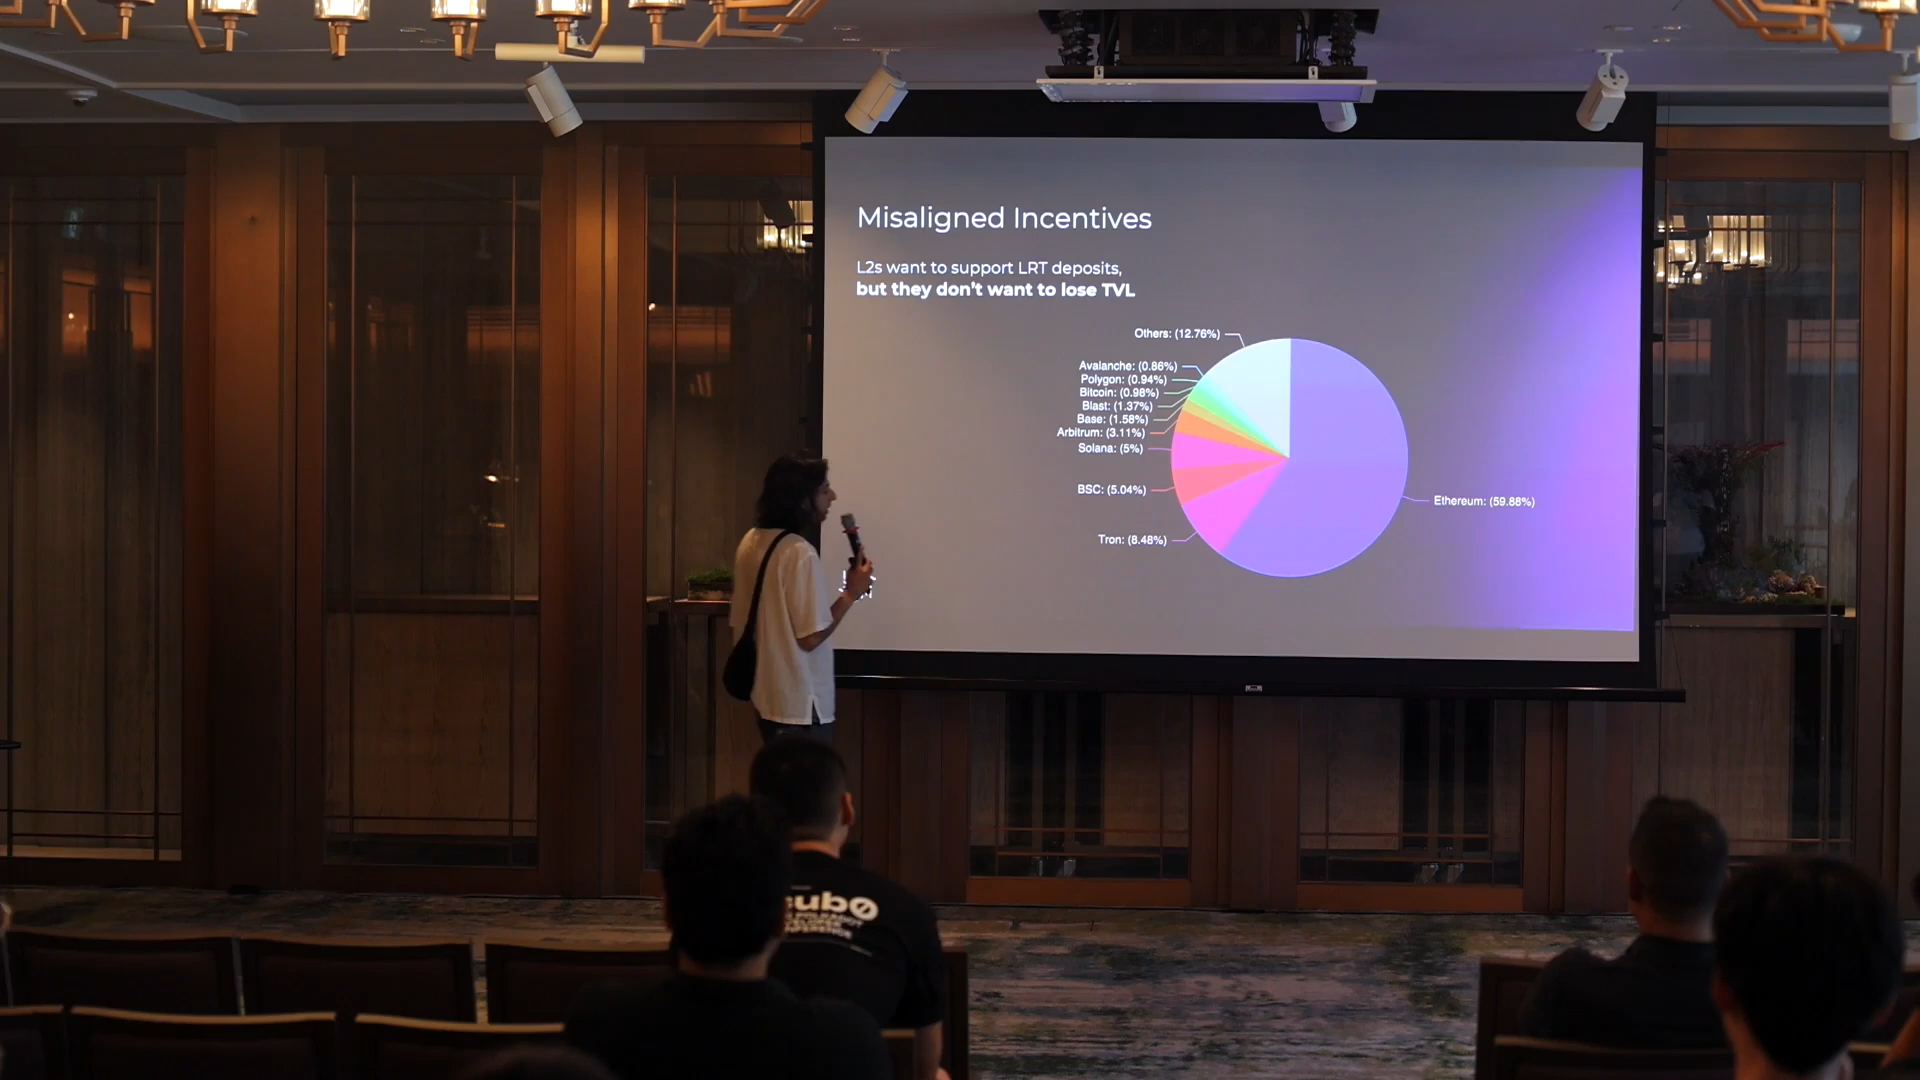 Misaligned Incentives
L2s want to support LRT deposits,
but they don't want to lose TVL
Others: (12.76%)
Avalanche: (0.86%)
Polygon: (0.94%)
Bitcoin: (0.98%)
Blast: (1.37%)
Base: (1.58%)
Arbitrum: (3.11%)
Solana: (5%)
BSC: (5.04%)
Tron: (8.48%)
Ethereum: (59.88%)
sub0